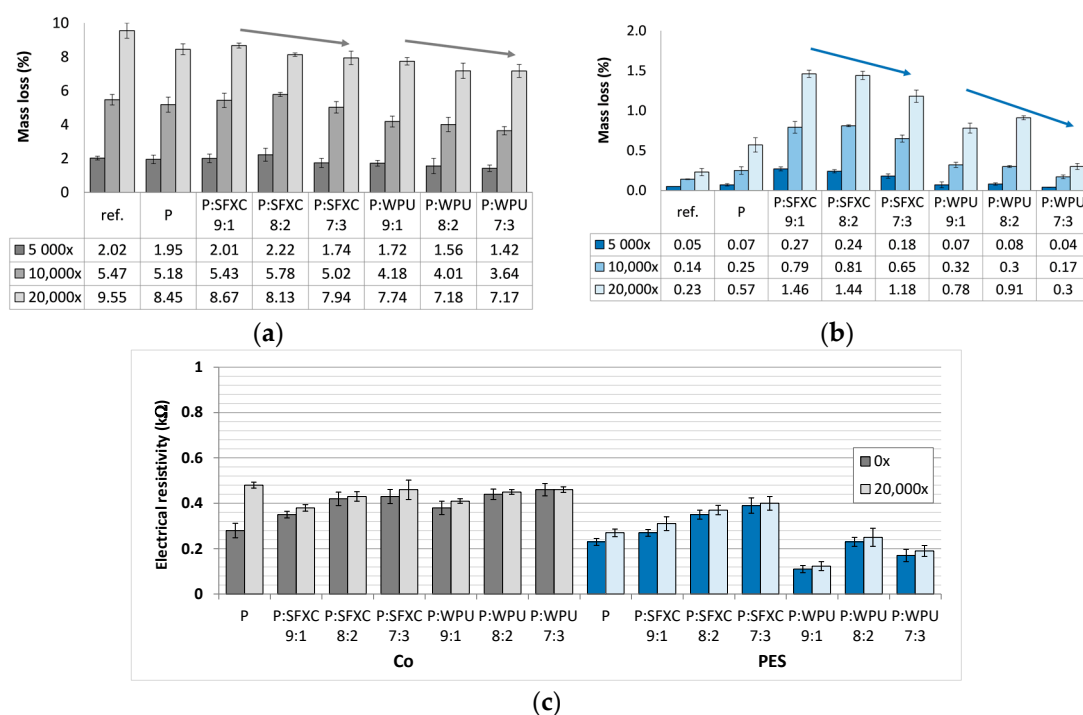 (a)
Mass loss (%)
10
8
6
4
2
0
ref. P P:SFXC 9:1 P:SFXC 8:2 P:SFXC 7:3 P:WPU 9:1 P:WPU 8:2 P:WPU 7:3
5 000x 2.02 1.95 2.01 2.22 1.74 1.72 1.56 1.42
10,000x 5.47 5.18 5.43 5.78 5.02 4.18 4.01 3.64
20,000x 9.55 8.45 8.67 8.13 7.94 7.74 7.18 7.17
(a)
(b)
Mass loss (%)
2.0
1.5
1.0
0.5
0.0
ref. P P:SFXC 9:1 P:SFXC 8:2 P:SFXC 7:3 P:WPU 9:1 P:WPU 8:2 P:WPU 7:3
5 000x 0.05 0.07 0.27 0.24 0.18 0.07 0.08 0.04
10,000x 0.14 0.25 0.79 0.81 0.65 0.32 0.3 0.17
20,000x 0.23 0.57 1.46 1.44 1.18 0.78 0.91 0.3
(b)
Electrical resistivity (kΩ)
1
0.8
0.6
0.4
0.2
0
0x
20,000x
P P:SFXC P:SFXC P:SFXC P:WPU P:WPU P:WPU P P:SFXC P:SFXC P:SFXC P:WPU P:WPU P:WPU
9:1 8:2 7:3 9:1 8:2 7:3 9:1 8:2 7:3 9:1 8:2 7:3
Co PES
(c)